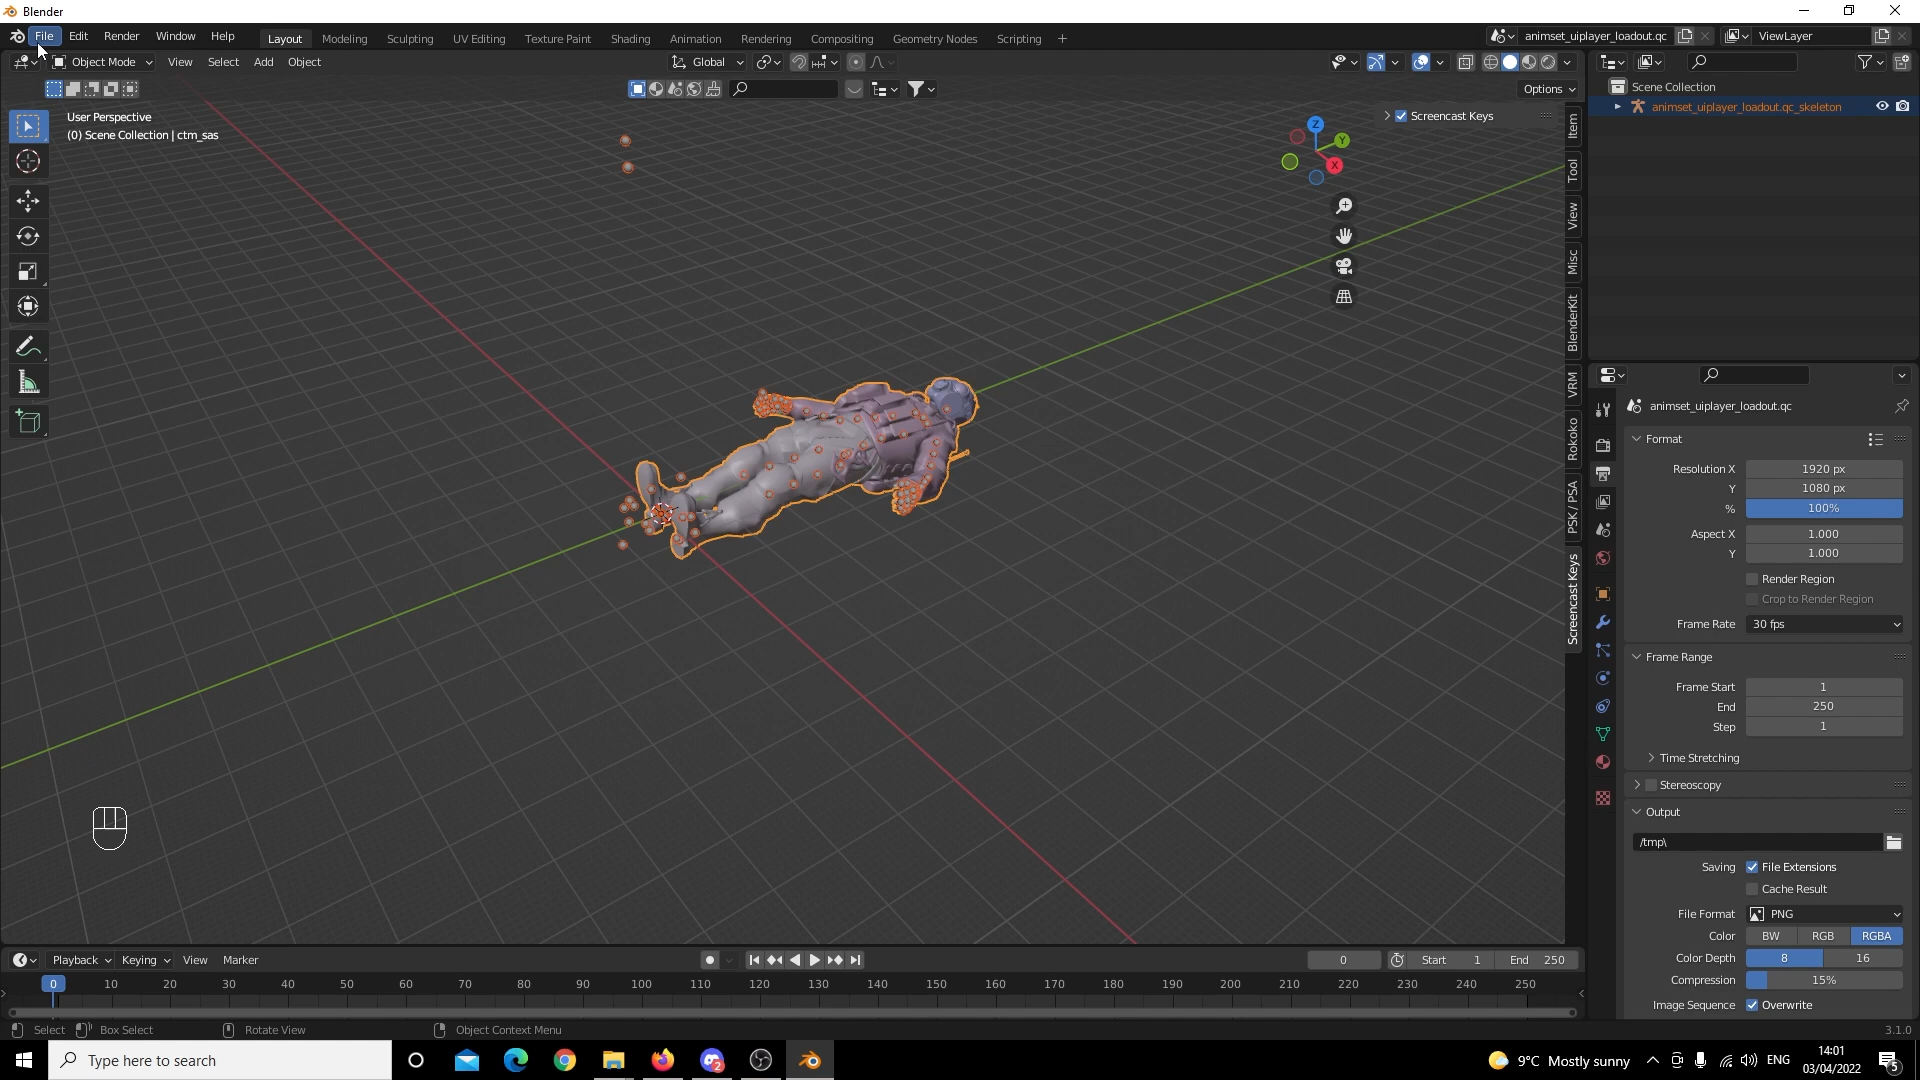 Blender
File Edit Render Window Help Layout Modeling Sculpting UV Editing Texture Paint Shading Animation Rendering Compositing Geometry Nodes Scripting + animset_uiplayer_loadout.qc ViewLayer
Object Mode View Select Add Object Global
Options
User Perspective
(0) Scene Collection | ctm_sas
Screencast Keys
Z
Y
X
Item
Tool
View
Misc
BlenderKit
VRM
Rokoko
PSK / PSA
Screencast Keys
Scene Collection
animset_uiplayer_loadout.qc_skeleton
animset_uiplayer_loadout.qc
Format
Resolution X 1920 px
Y 1080 px
% 100%
Aspect X 1.000
Y 1.000
Render Region
Crop to Render Region
Frame Rate 30 fps
Frame Range
Frame Start 1
End 250
Step 1
Time Stretching
Stereoscopy
Output
/tmp\
Saving File Extensions
Cache Result
File Format PNG
Color BW RGB RGBA
Color Depth 8 16
Compression 15%
Image Sequence Overwrite
Playback Keying View Marker 0 Start 1 End 250
0 10 20 30 40 50 60 70 80 90 100 110 120 130 140 150 160 170 180 190 200 210 220 230 240 250
Select Box Select Rotate View Object Context Menu 3.1.0
Type here to search 2 9°C Mostly sunny ENG 14:01
03/04/2022 5